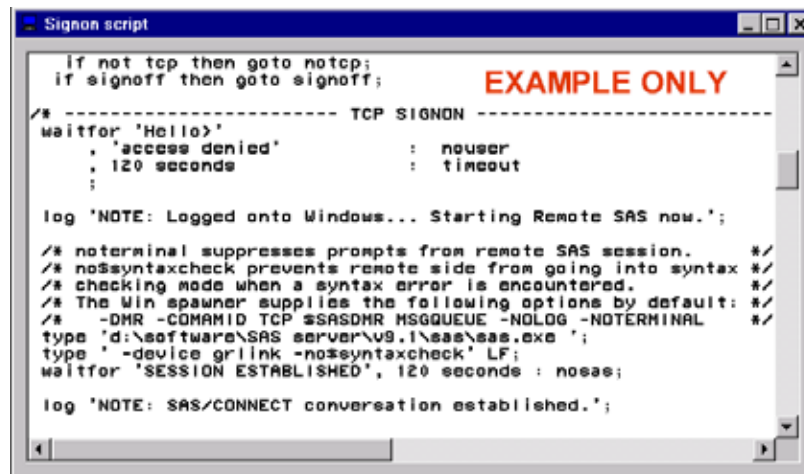 Signon script
if not tcp then goto notcp;
if signoff then goto signoff;
EXAMPLE ONLY
/* ------------------------ TCP SIGNON --------------------------
waitfor 'Hello>'
, 'access denied' : nouser
, 120 seconds : timeout
;
log 'NOTE: Logged onto Windows... Starting Remote SAS now.';
/* noterminal suppresses prompts from remote SAS session. */
/* no$syntaxcheck prevents remote side from going into syntax */
/* checking mode when a syntax error is encountered. */
/* The Win spawner supplies the following options by default: */
/* -DMR -COMAMID TCP $SASDMR MSGQUEUE -NOLOG -NOTERMINAL */
type 'd:\software\SAS server\v9.1\sas\sas.exe ';
type ' -device grlink -no$syntaxcheck' LF;
waitfor 'SESSION ESTABLISHED', 120 seconds : nosas;
log 'NOTE: SAS/CONNECT conversation established.';